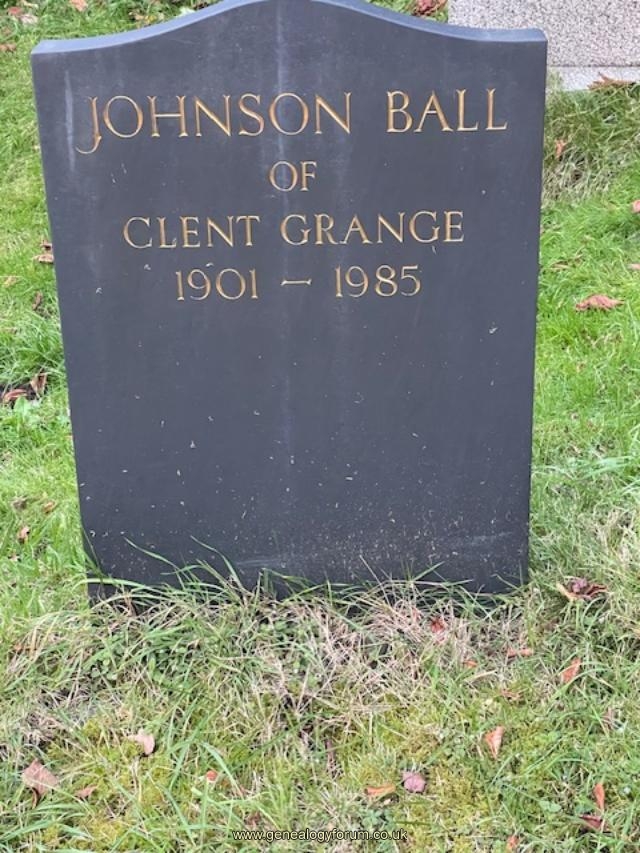 JOHNSON BALL
OF
CLENT GRANGE
1901 – 1985
www.genealogyforum.co.uk